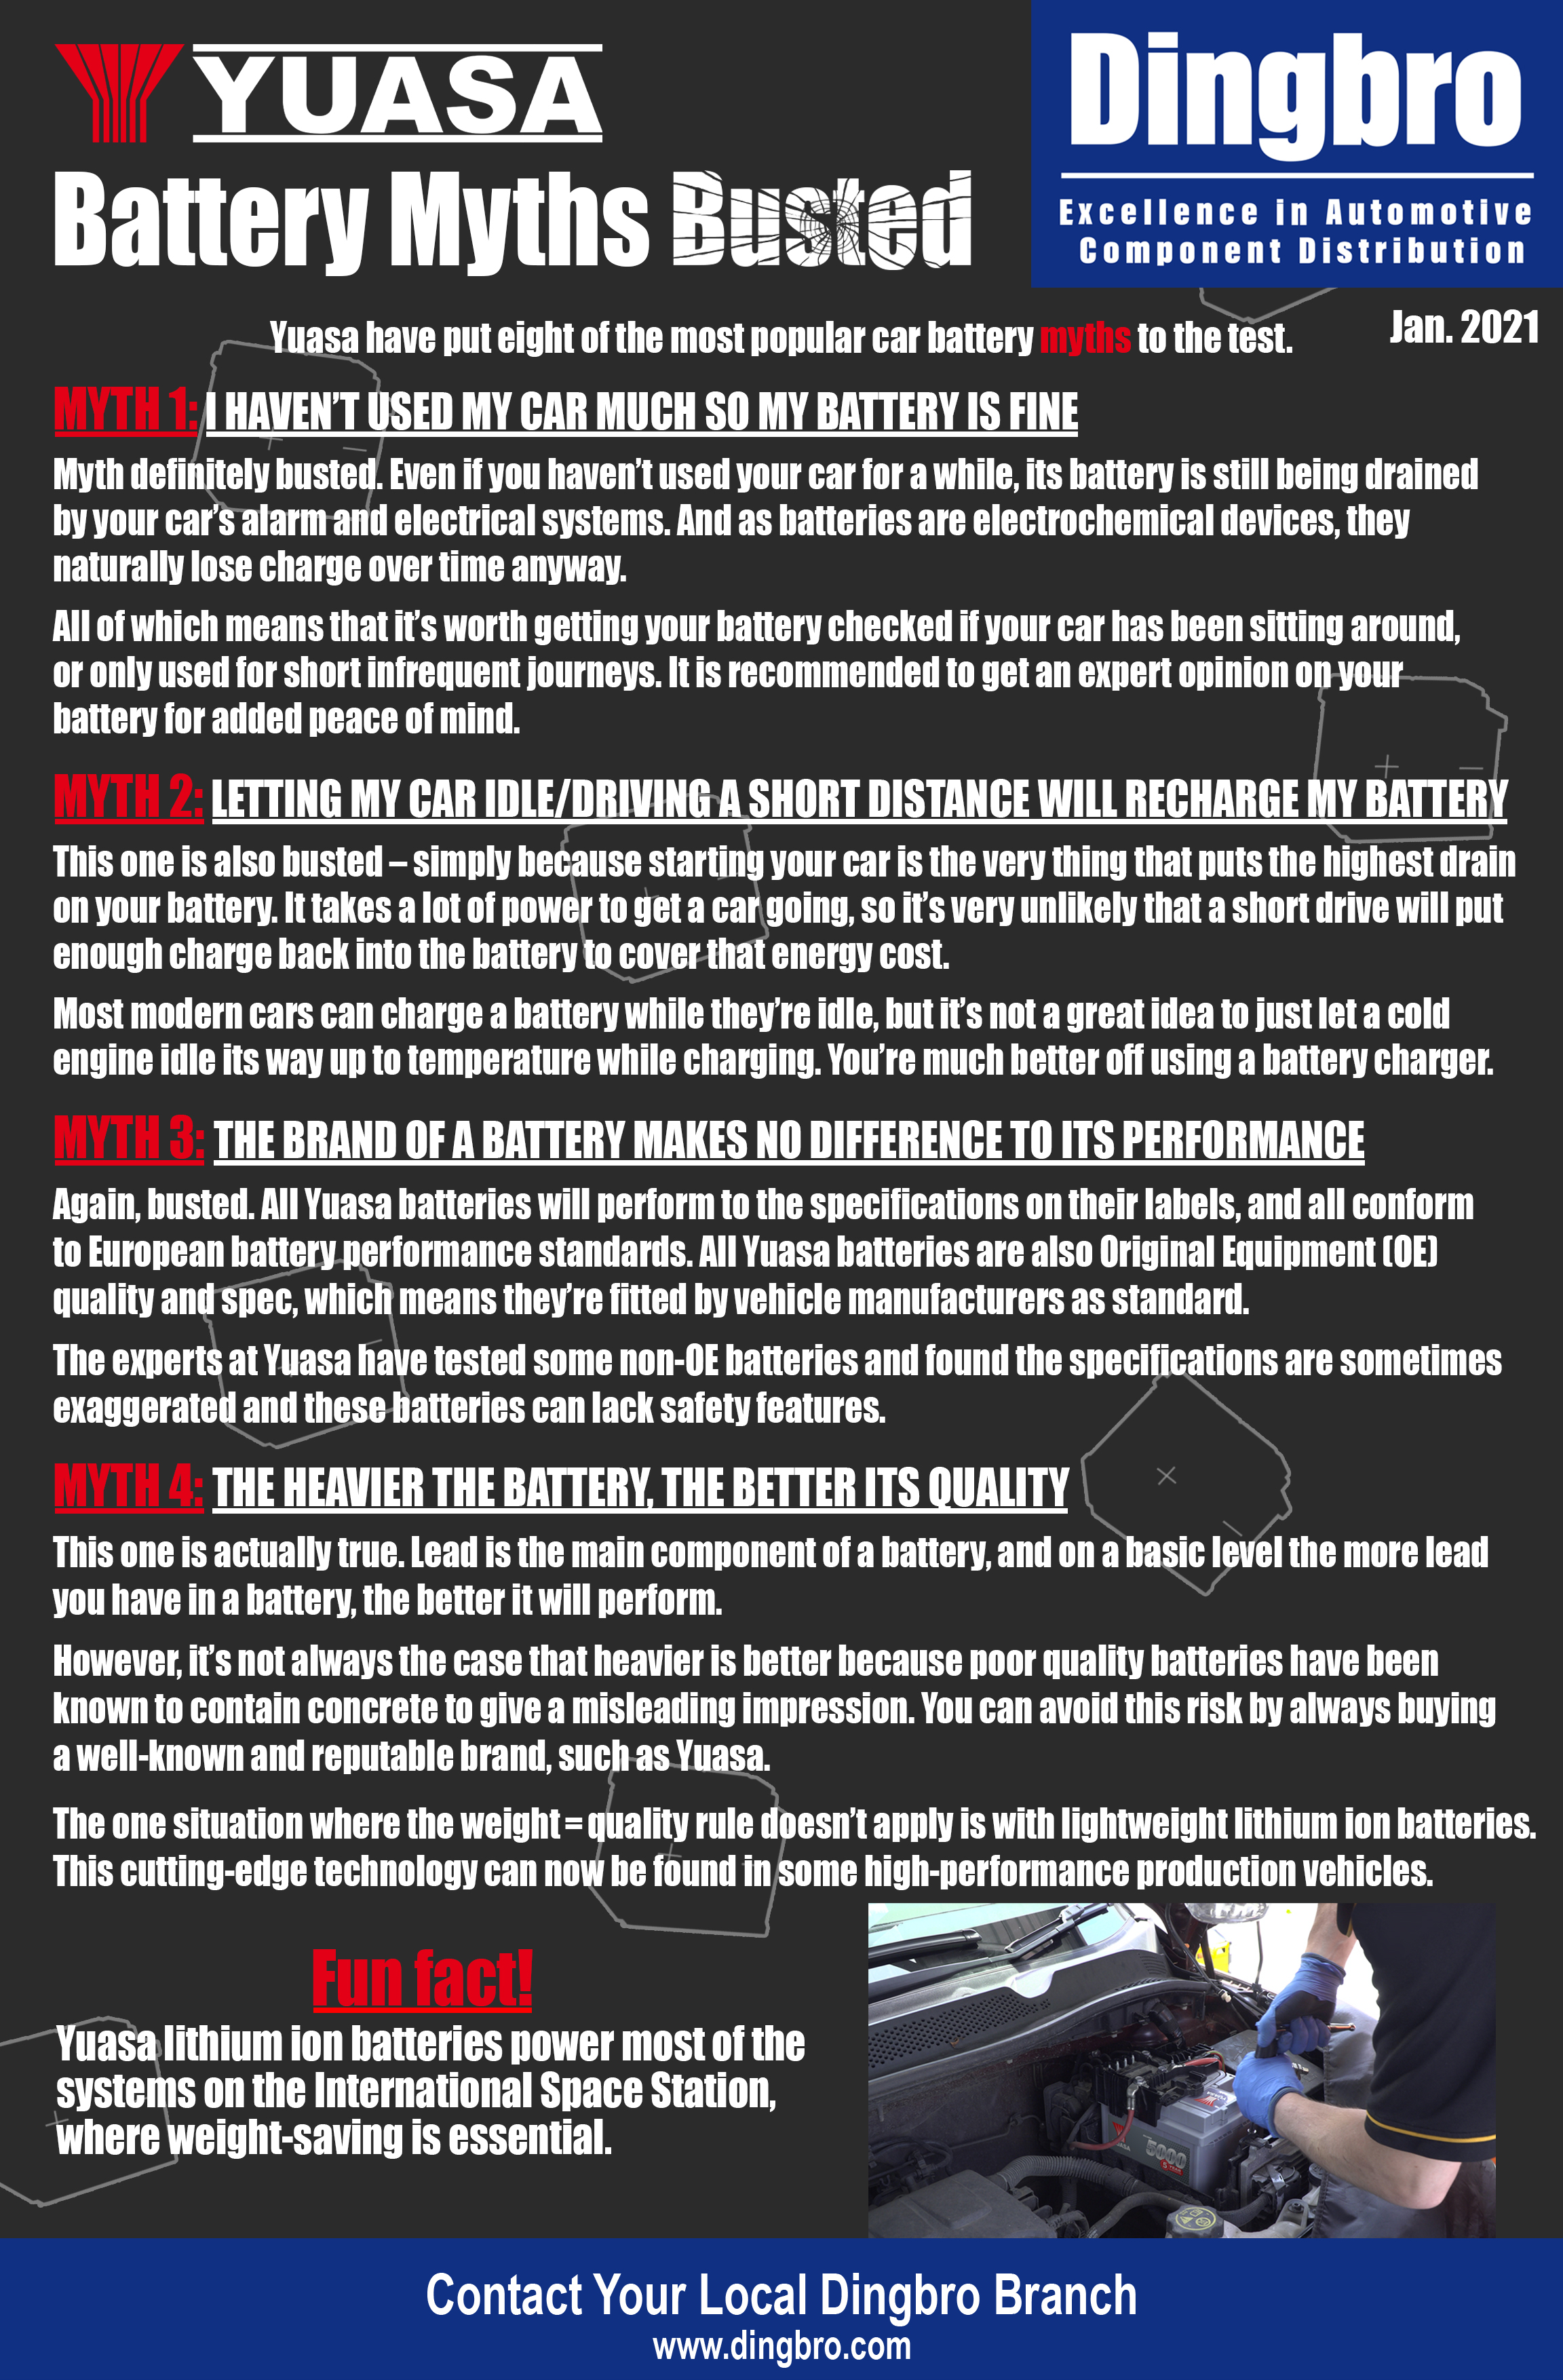 YUASA
Battery Myths Busted
Dingbro
Excellence in Automotive
Component Distribution
Jan. 2021
Yuasa have put eight of the most popular car battery myths to the test.
MYTH 1: I HAVEN'T USED MY CAR MUCH SO MY BATTERY IS FINE
Myth definitely busted. Even if you haven't used your car for a while, its battery is still being drained
by your car's alarm and electrical systems. And as batteries are electrochemical devices, they
naturally lose charge over time anyway.
All of which means that it's worth getting your battery checked if your car has been sitting around,
or only used for short infrequent journeys. It is recommended to get an expert opinion on your
battery for added peace of mind.
MYTH 2: LETTING MY CAR IDLE/DRIVING A SHORT DISTANCE WILL RECHARGE MY BATTERY
This one is also busted – simply because starting your car is the very thing that puts the highest drain
on your battery. It takes a lot of power to get a car going, so it's very unlikely that a short drive will put
enough charge back into the battery to cover that energy cost.
Most modern cars can charge a battery while they're idle, but it's not a great idea to just let a cold
engine idle its way up to temperature while charging. You're much better off using a battery charger.
MYTH 3: THE BRAND OF A BATTERY MAKES NO DIFFERENCE TO ITS PERFORMANCE
Again, busted. All Yuasa batteries will perform to the specifications on their labels, and all conform
to European battery performance standards. All Yuasa batteries are also Original Equipment (OE)
quality and spec, which means they're fitted by vehicle manufacturers as standard.
The experts at Yuasa have tested some non-OE batteries and found the specifications are sometimes
exaggerated and these batteries can lack safety features.
MYTH 4: THE HEAVIER THE BATTERY, THE BETTER ITS QUALITY
This one is actually true. Lead is the main component of a battery, and on a basic level the more lead
you have in a battery, the better it will perform.
However, it's not always the case that heavier is better because poor quality batteries have been
known to contain concrete to give a misleading impression. You can avoid this risk by always buying
a well-known and reputable brand, such as Yuasa.
The one situation where the weight = quality rule doesn't apply is with lightweight lithium ion batteries.
This cutting-edge technology can now be found in some high-performance production vehicles.
Fun fact!
Yuasa lithium ion batteries power most of the
systems on the International Space Station,
where weight-saving is essential.
YUASA
5000
Contact Your Local Dingbro Branch
www.dingbro.com